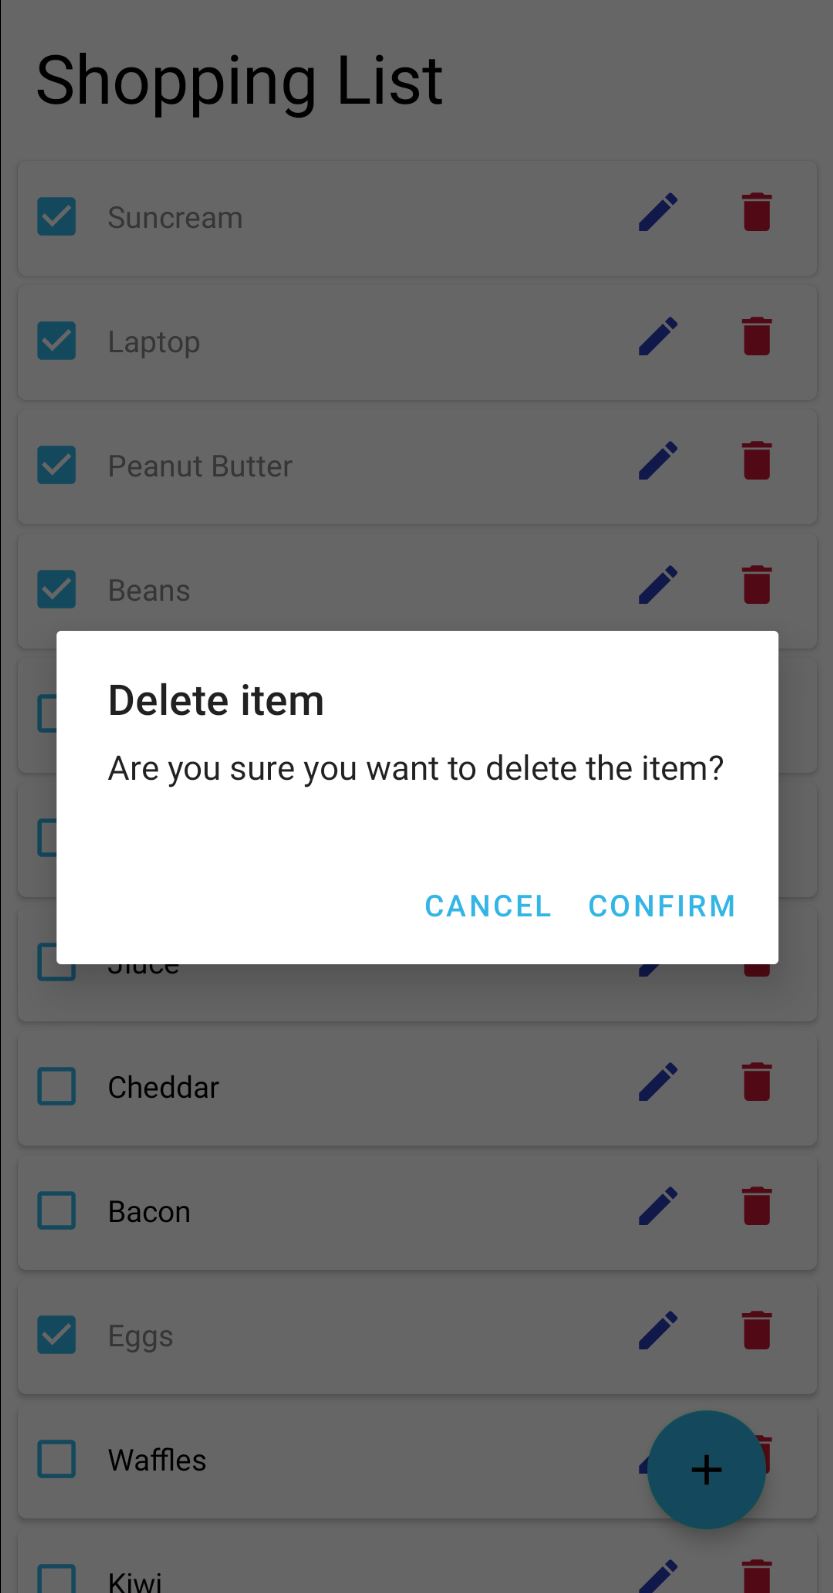 Shopping List
Suncream
Laptop
Peanut Butter
Beans
Delete item
Are you sure you want to delete the item?
CANCEL CONFIRM
Cheddar
Bacon
Eggs
Waffles
Kiwi